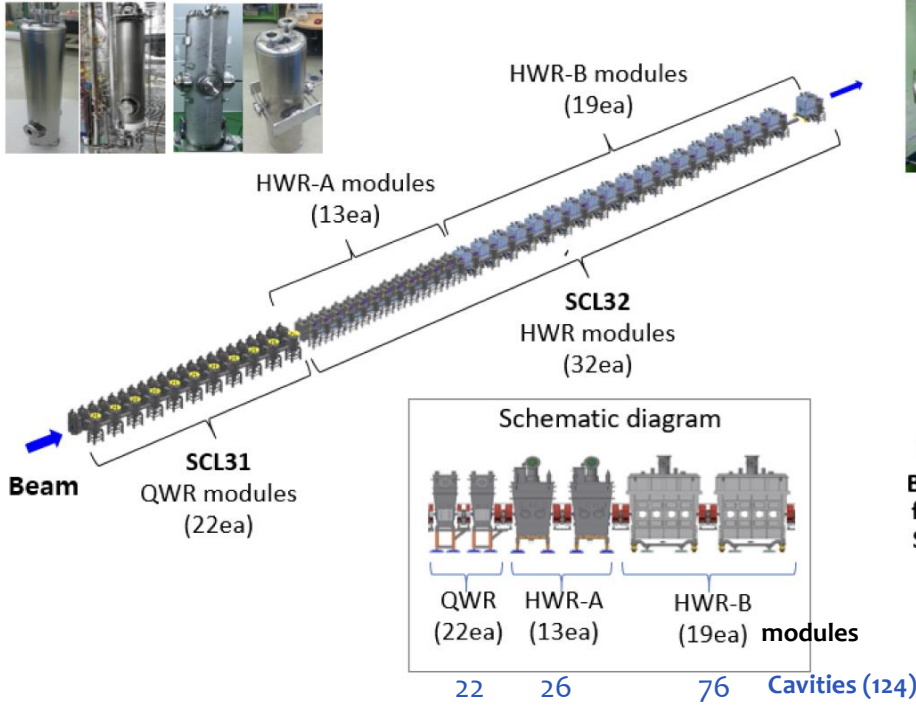 HWR-B modules
(19ea)
HWR-A modules
(13ea)
SCL32
HWR modules
(32ea)
Beam
SCL31
QWR modules
(22ea)
Schematic diagram
QWR
(22ea)
HWR-A
(13ea)
HWR-B
(19ea) modules
22 26 76 Cavities (124)